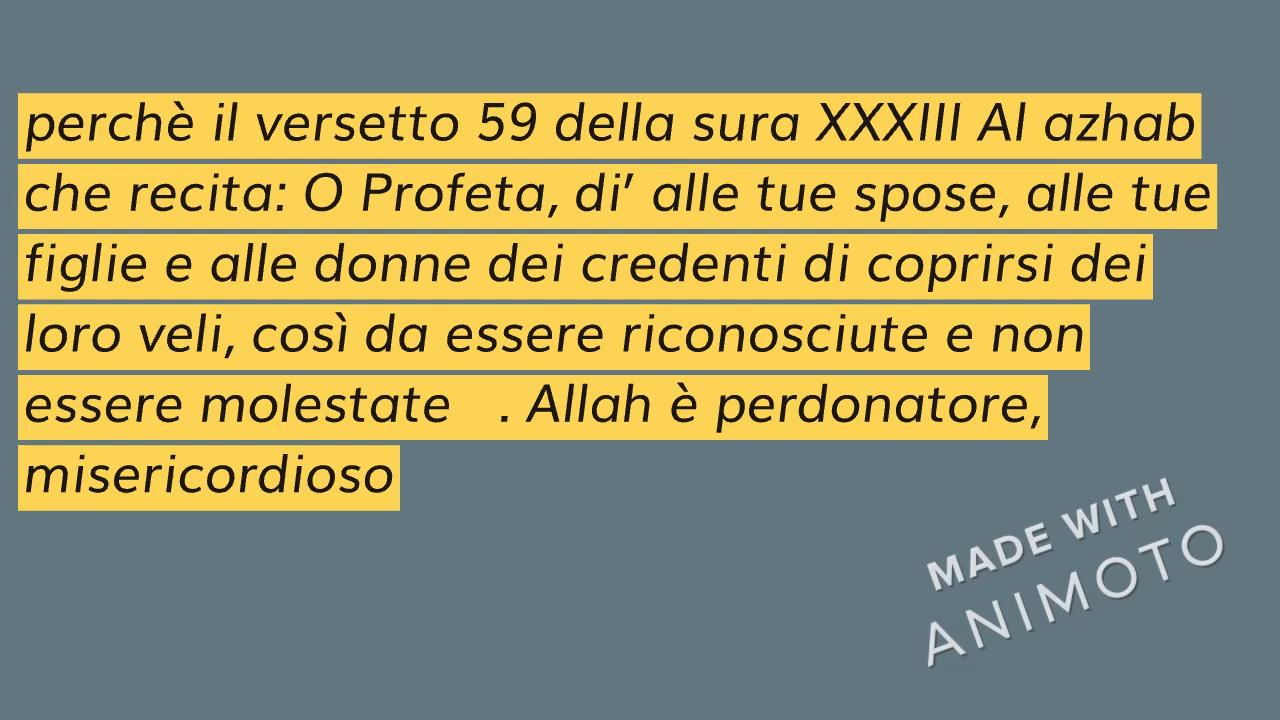 perchè il versetto 59 della sura XXXIII Al azhab
che recita: O Profeta, di’ alle tue spose, alle tue
figlie e alle donne dei credenti di coprirsi dei
loro veli, così da essere riconosciute e non
essere molestate . Allah è perdonatore,
misericordioso
MADE WITH
ANIMOTO